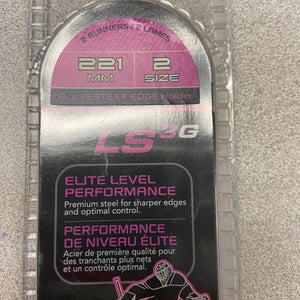 2 RUNNERS / 2 LAMES
221 2
MM SIZE
Fits VERTEXX EDGE Holder
LS3G
ELITE LEVEL
PERFORMANCE
Premium steel for sharper edges
and optimal control.
PERFORMANCE
DE NIVEAU ÉLITE
Acier de première qualité pour
des tranchants plus nets
et un contrôle optimal.